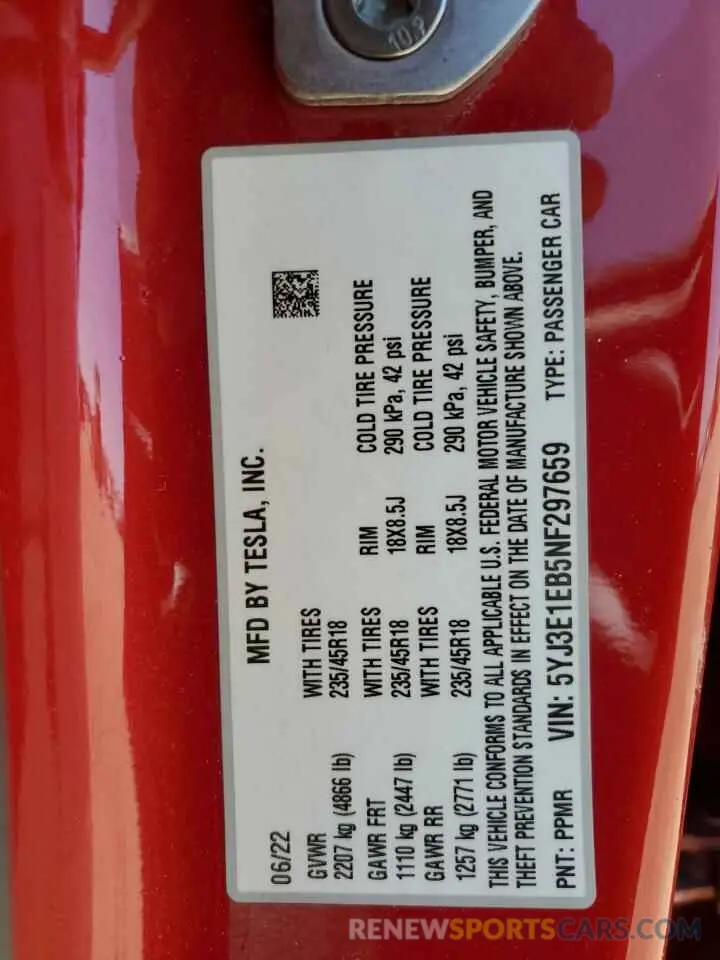 10.9
MFD BY TESLA, INC.
06/22
GVWR WITH TIRES
2207 kg (4866 lb) 235/45R18
GAWR FRT WITH TIRES RIM COLD TIRE PRESSURE
1110 kg (2447 lb) 235/45R18 18X8.5J 290 kPa, 42 psi
GAWR RR WITH TIRES RIM COLD TIRE PRESSURE
1257 kg (2771 lb) 235/45R18 18X8.5J 290 kPa, 42 psi
THIS VEHICLE CONFORMS TO ALL APPLICABLE U.S. FEDERAL MOTOR VEHICLE SAFETY, BUMPER, AND
THEFT PREVENTION STANDARDS IN EFFECT ON THE DATE OF MANUFACTURE SHOWN ABOVE.
PNT: PPMR VIN: 5YJ3E1EB5NF297659 TYPE: PASSENGER CAR
RENEWSPORTSCARS.COM